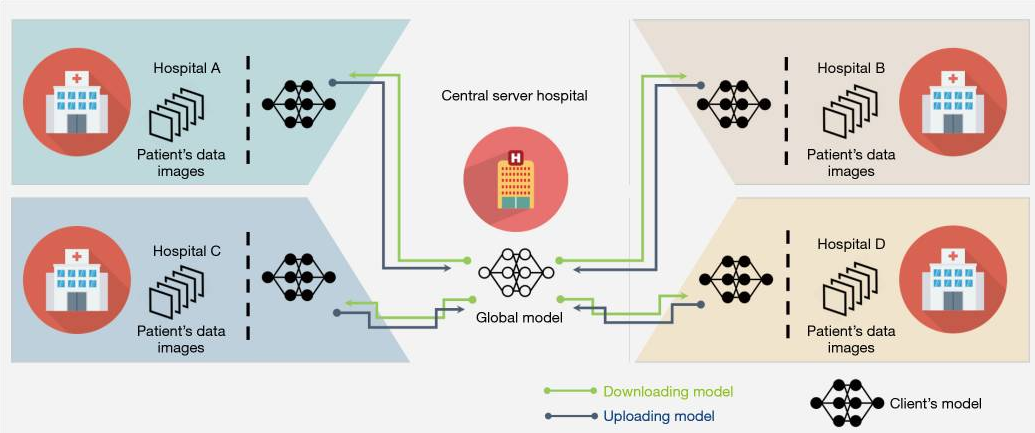 Hospital A
Patient's data
images
Central server hospital
H
Hospital B
Patient's data
images
Hospital C
Patient's data
images
Global model
Hospital D
Patient's data
images
Downloading model
Uploading model
Client's model